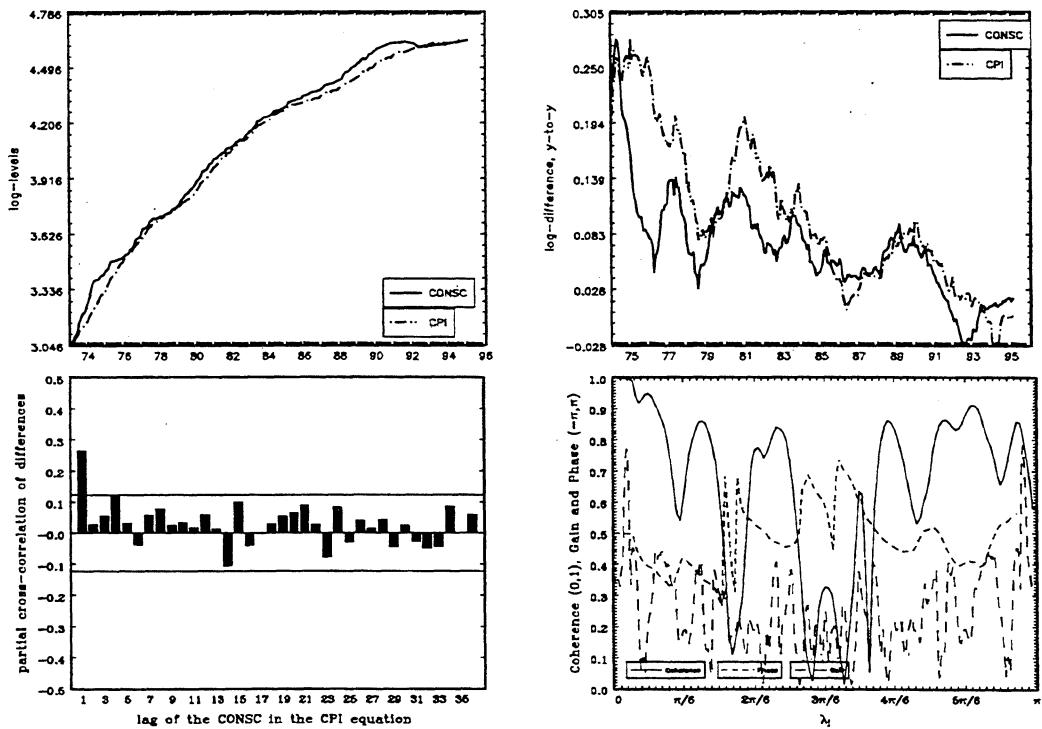 4.786
4.496
4.206
3.916
3.626
3.336
3.046
log-levels
CONSC
CPI
74 76 78 80 82 84 86 88 90 92 94 96
0.305
0.250
0.194
0.139
0.083
0.028
-0.028
log-difference, y-to-y
CONSC
CPI
75 77 79 81 83 85 87 89 91 93 95
0.5
0.4
0.3
0.2
0.1
-0.0
-0.1
-0.2
-0.3
-0.4
-0.5
partial cross-correlation of differences
1 3 5 7 9 11 13 15 17 19 21 23 25 27 29 31 33 36
lag of the CONSC in the CPI equation
1.0
0.9
0.8
0.7
0.6
0.5
0.4
0.3
0.2
0.1
0.0
Coherence (0,1), Gain and Phase (-π,π)
Coherence
Phase
0 π/6 2π/6 3π/6 4π/6 5π/6 π
λj